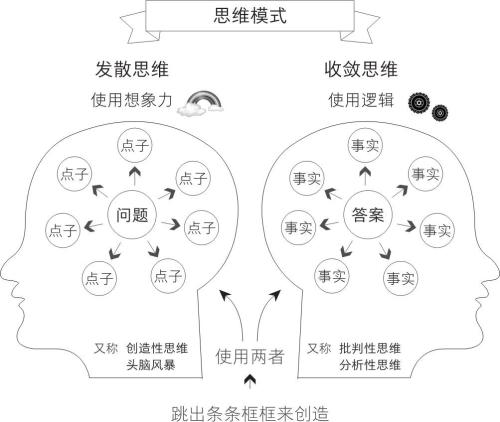 思维模式
发散思维
使用想象力
点子
点子
点子
问题
点子
点子
点子
点子
又称 创造性思维
头脑风暴
收敛思维
使用逻辑
事实
事实
事实
答案
事实
事实
事实
事实
又称 批判性思维
分析性思维
使用两者
跳出条条框框来创造